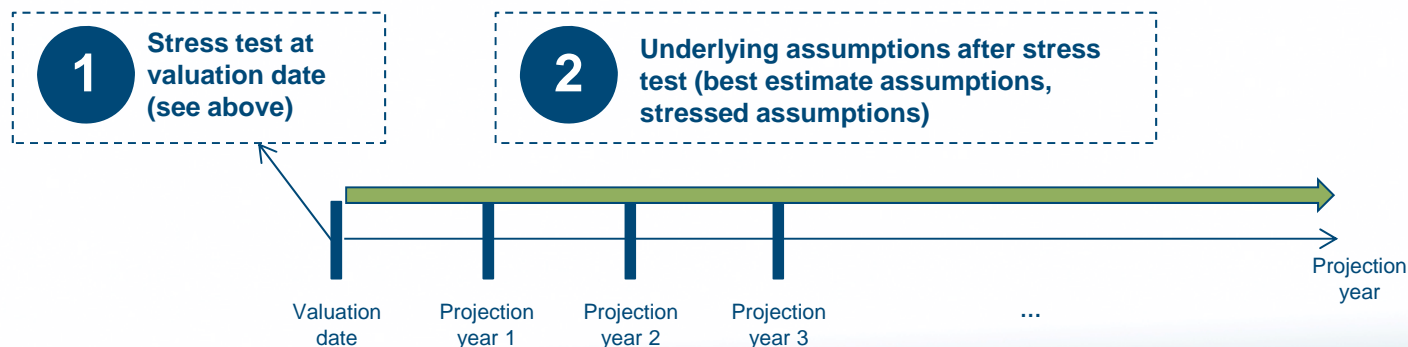 1
Stress test at
valuation date
(see above)
2
Underlying assumptions after stress
test (best estimate assumptions,
stressed assumptions)
Projection
year
Valuation
date
Projection
year 1
Projection
year 2
Projection
year 3
...